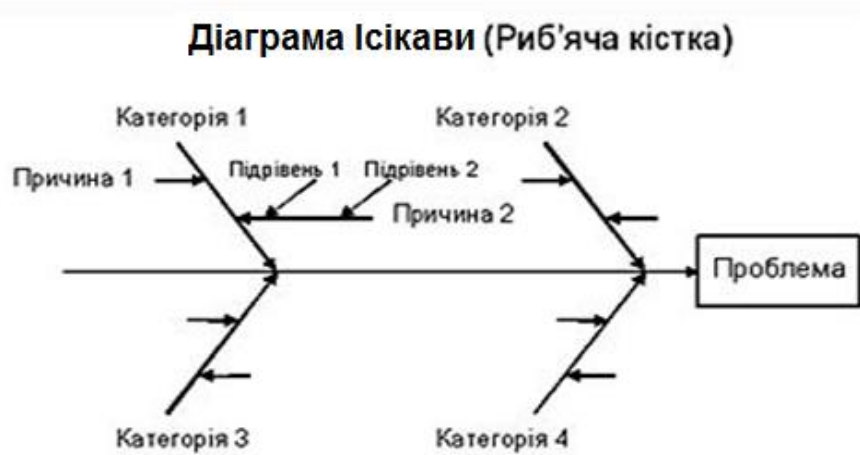 Діаграма Ісікави (Риб'яча кістка)
Категорія 1
Категорія 2
Причина 1
Підрівень 1
Підрівень 2
Причина 2
Проблема
Категорія 3
Категорія 4